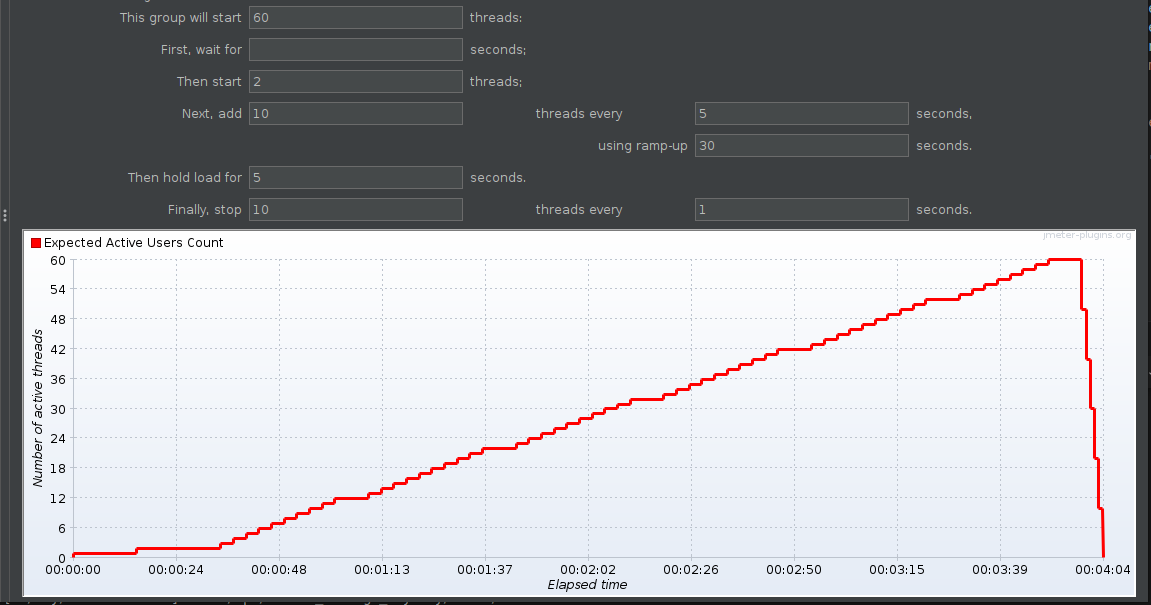 This group will start 60 threads:
First, wait for seconds;
Then start 2 threads;
Next, add 10 threads every 5 seconds,
using ramp-up 30 seconds.
Then hold load for 5 seconds.
Finally, stop 10 threads every 1 seconds.
Expected Active Users Count
jmeter-plugins.org
60
54
48
42
36
30
24
18
12
6
0
Number of active threads
00:00:00 00:00:24 00:00:48 00:01:13 00:01:37 00:02:02 00:02:26 00:02:50 00:03:15 00:03:39 00:04:04
Elapsed time